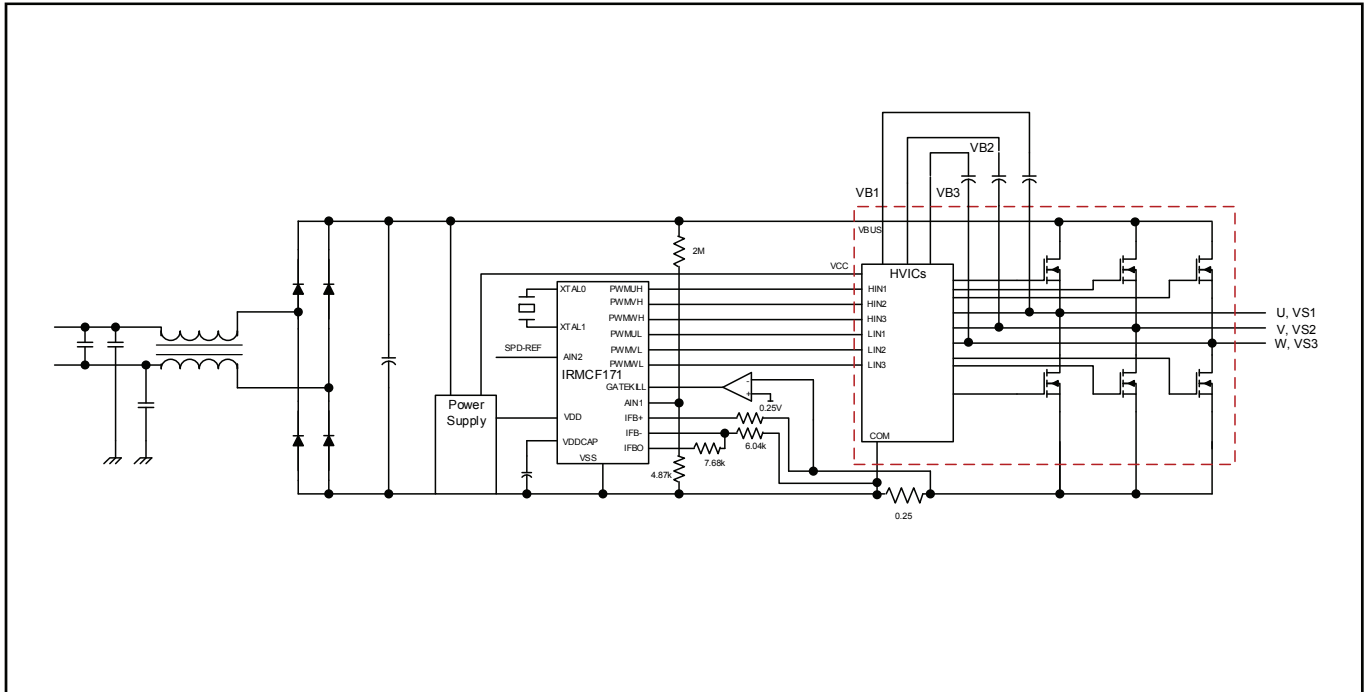 VB2
VB1
VB3
VBUS
2M
VCC
HVICs
XTAL0
PWMUH
HIN1
PWMVH
HIN2
PWMWH
HIN3
U, VS1
XTAL1
PWMUL
LIN1
V, VS2
SPD-REF
AIN2
PWMVL
LIN2
W, VS3
PWMWL
LIN3
IRMCF171
GATEKILL
-
+
0.25V
Power
Supply
AIN1
VDD
IFB+
IFB-
6.04k
COM
VDDCAP
IFBO
7.68k
VSS
4.87k
0.25